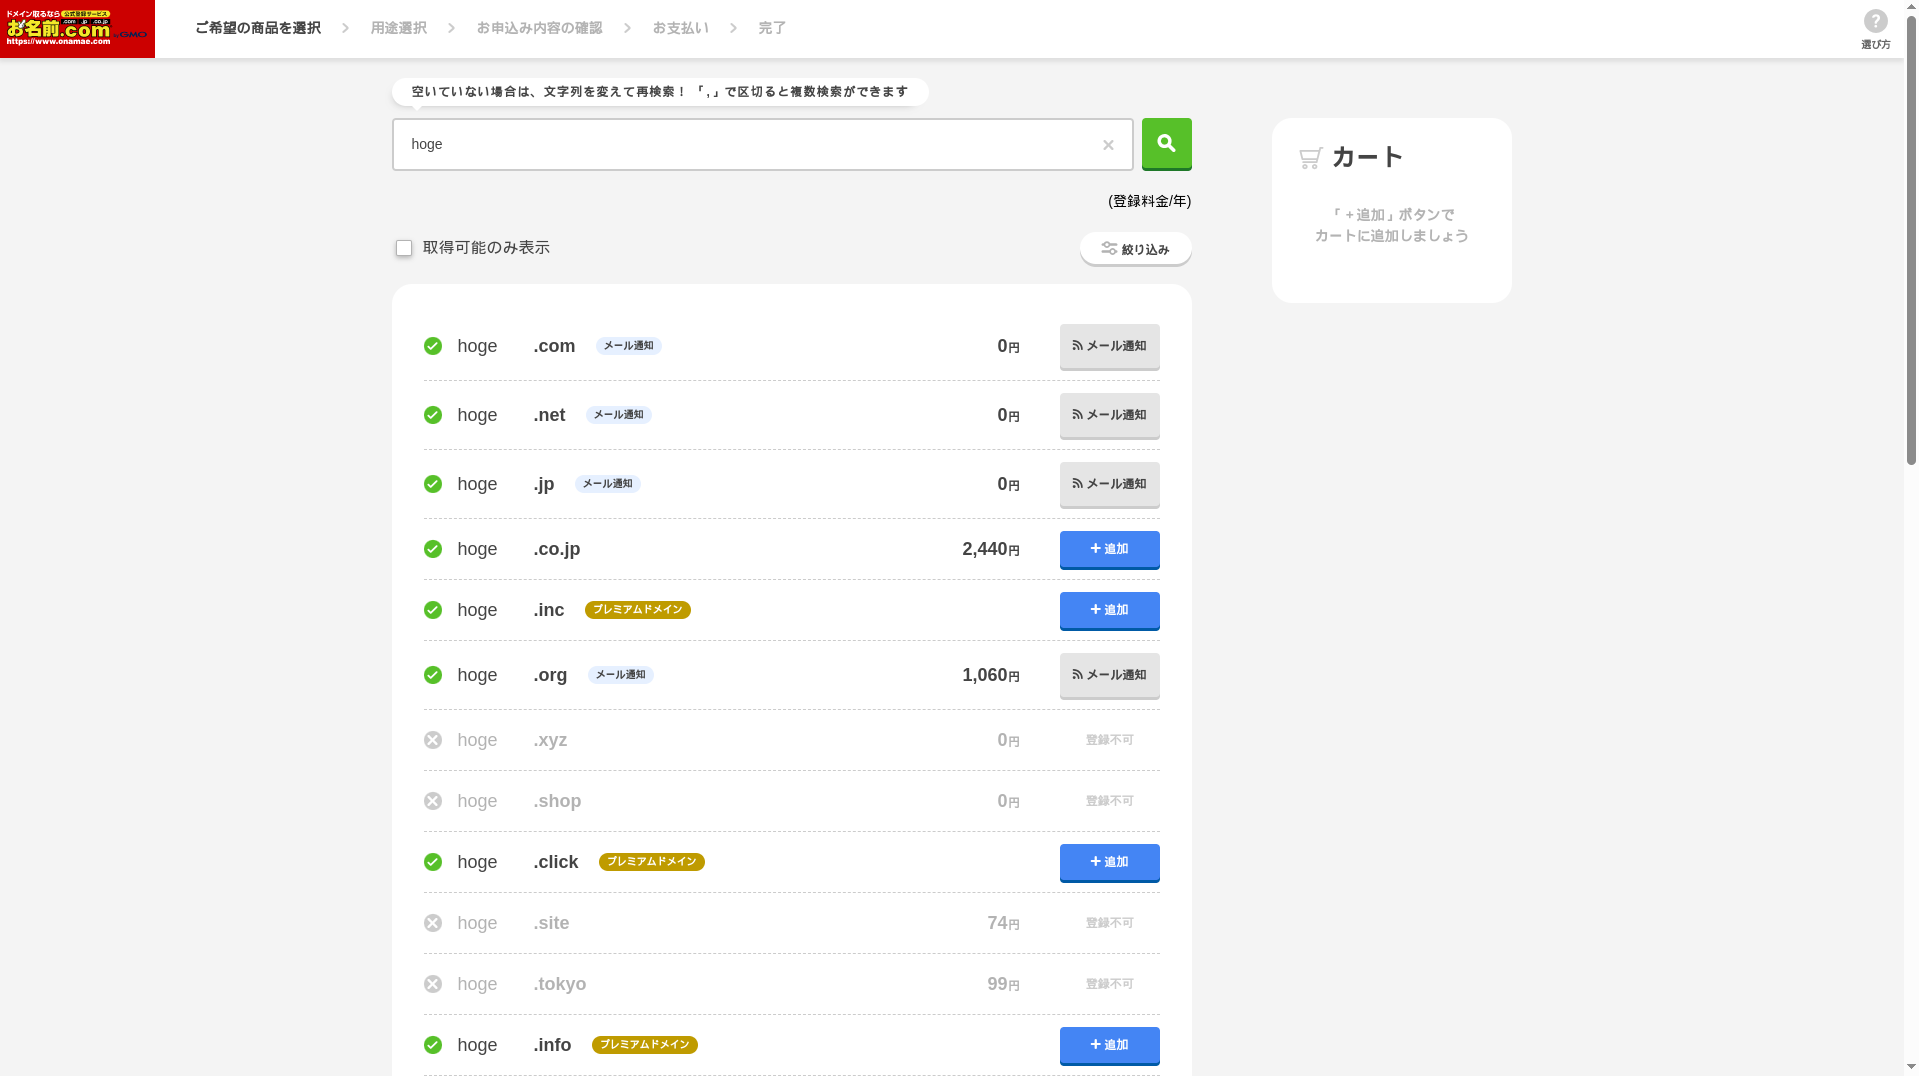 ドメイン取るなら 公式登録サービス
.com .jp .co.jp
お名前.com by GMO
https://www.onamae.com
ご希望の商品を選択
用途選択
お申込み内容の確認
お支払い
完了
?
選び方
空いていない場合は、文字列を変えて再検索！「 , 」で区切ると複数検索ができます
hoge
(登録料金/年)
取得可能のみ表示
絞り込み
カート
「＋追加」ボタンで
カートに追加しましょう
hoge .com メール通知 0円 メール通知
hoge .net メール通知 0円 メール通知
hoge .jp メール通知 0円 メール通知
hoge .co.jp 2,440円 + 追加
hoge .inc プレミアムドメイン + 追加
hoge .org メール通知 1,060円 メール通知
hoge .xyz 0円 登録不可
hoge .shop 0円 登録不可
hoge .click プレミアムドメイン + 追加
hoge .site 74円 登録不可
hoge .tokyo 99円 登録不可
hoge .info プレミアムドメイン + 追加